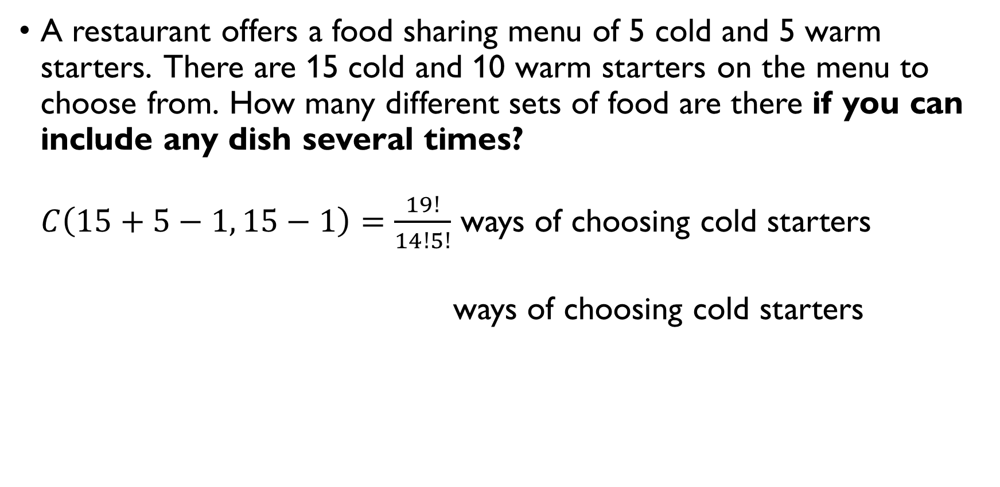 • A restaurant offers a food sharing menu of 5 cold and 5 warm
starters. There are 15 cold and 10 warm starters on the menu to
choose from. How many different sets of food are there if you can
include any dish several times?
𝐶(15 + 5 − 1, 15 − 1) = 19!/14!5! ways of choosing cold starters
ways of choosing cold starters